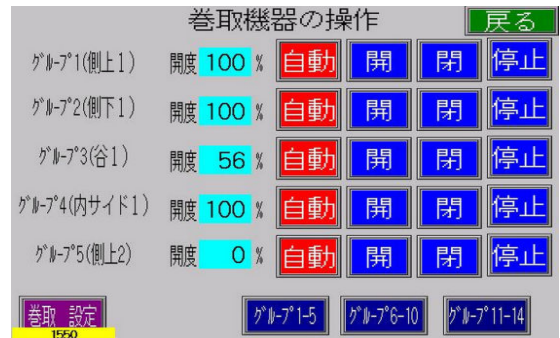 巻取機器の操作 戻る
ｸﾞﾙｰﾌﾟ1(側上1) 開度 100 % 自動 開 閉 停止
ｸﾞﾙｰﾌﾟ2(側下1) 開度 100 % 自動 開 閉 停止
ｸﾞﾙｰﾌﾟ3(谷1) 開度 56 % 自動 開 閉 停止
ｸﾞﾙｰﾌﾟ4(内サイド1) 開度 100 % 自動 開 閉 停止
ｸﾞﾙｰﾌﾟ5(側上2) 開度 0 % 自動 開 閉 停止
巻取 設定 ｸﾞﾙｰﾌﾟ1-5 ｸﾞﾙｰﾌﾟ6-10 ｸﾞﾙｰﾌﾟ11-14
1550